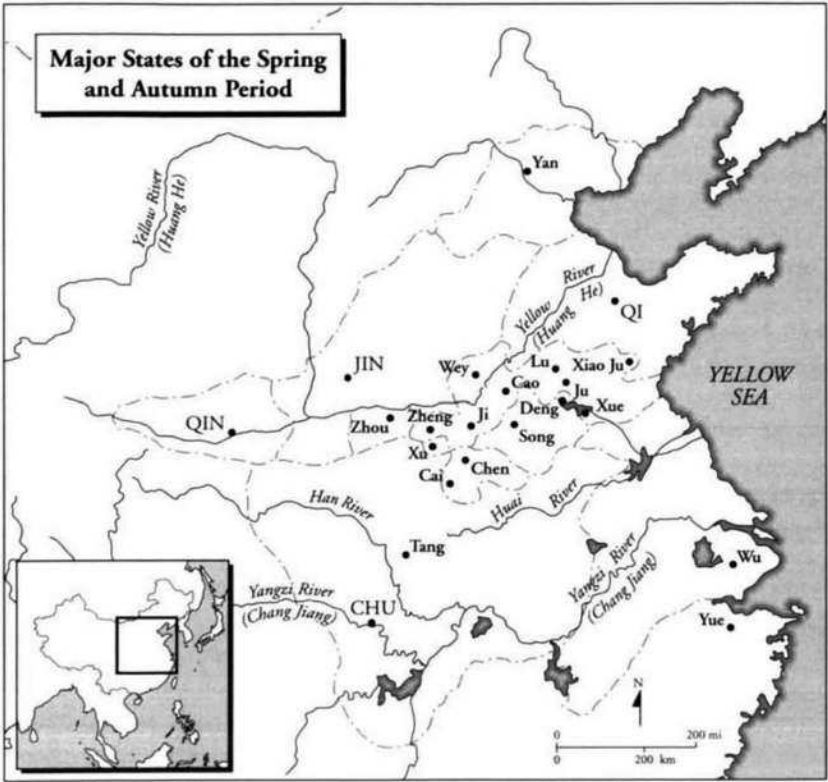 Major States of the Spring
and Autumn Period
Yan
Yellow River
(Huang He)
Yellow River
(Huang He)
QI
JIN
Wey
Lu
Xiao Ju
Cao
Ju
YELLOW
SEA
Deng
Xue
QIN
Zhou
Zheng
Ji
Song
Xu
Chen
Cai
Han River
Huai River
Tang
Wu
Yangzi River
(Chang Jiang)
Yangzi River
(Chang Jiang)
CHU
Yue
N
0 200 mi
0 200 km